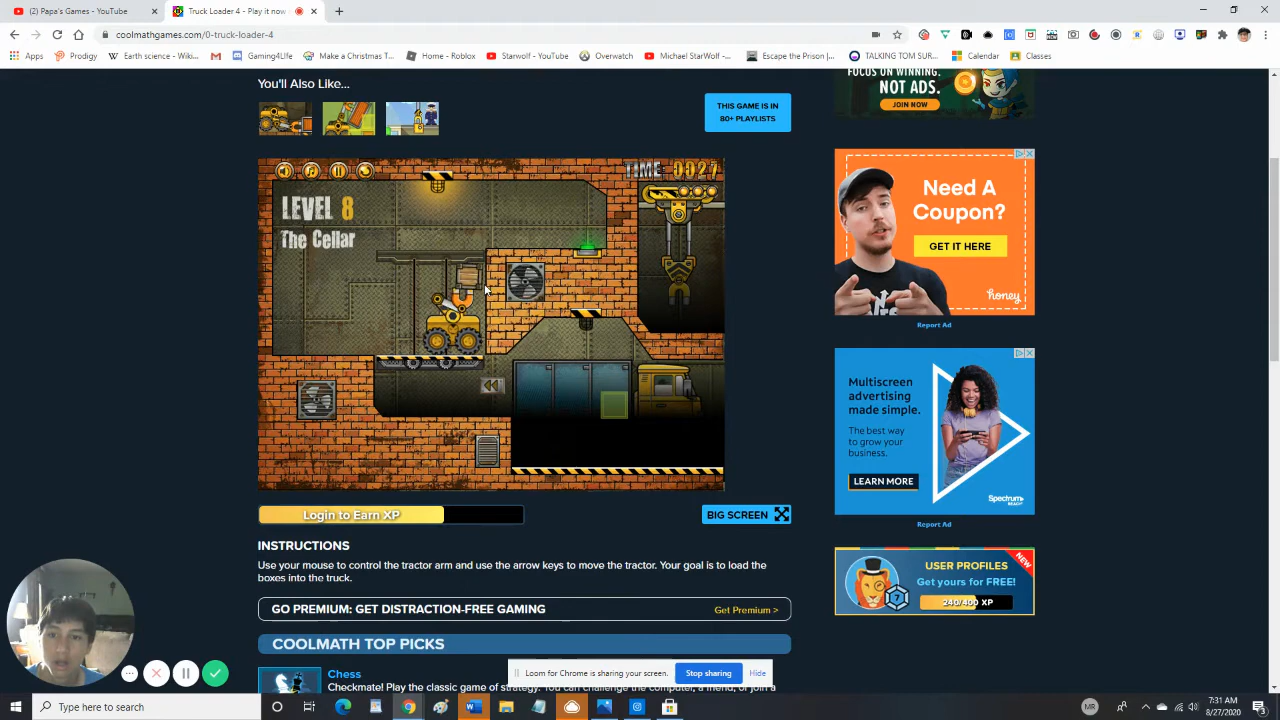 (2) Papa's Games - YouTube
Truck Loader 4 - Play it now
coolmathgames.com/0-truck-loader-4
Apps
Prodigy
Earth science - Wiki...
Gaming4Life
Make a Christmas T...
Home - Roblox
Starwolf - YouTube
Overwatch
Michael StarWolf -...
Escape the Prison |...
TALKING TOM SUR...
Calendar
Classes
You'll Also Like...
THIS GAME IS IN
80+ PLAYLISTS
TIME 0027
LEVEL 8
The Cellar
Login to Earn XP
BIG SCREEN
INSTRUCTIONS
Use your mouse to control the tractor arm and use the arrow keys to move the tractor. Your goal is to load the
boxes into the truck.
GO PREMIUM: GET DISTRACTION-FREE GAMING
Get Premium >
COOLMATH TOP PICKS
Chess
Checkmate! Play the classic game of strategy. You can challenge the computer, a friend, or join a
FOCUS ON WINNING.
NOT ADS.
JOIN NOW
Need A
Coupon?
GET IT HERE
honey
Report Ad
Multiscreen
advertising
made simple.
The best way
to grow your
business.
LEARN MORE
Spectrum
REACH
Report Ad
NEW
USER PROFILES
Get yours for FREE!
7
240/400 XP
Loom for Chrome is sharing your screen.
Stop sharing
Hide
Type here to search
MR
7:31 AM
8/27/2020